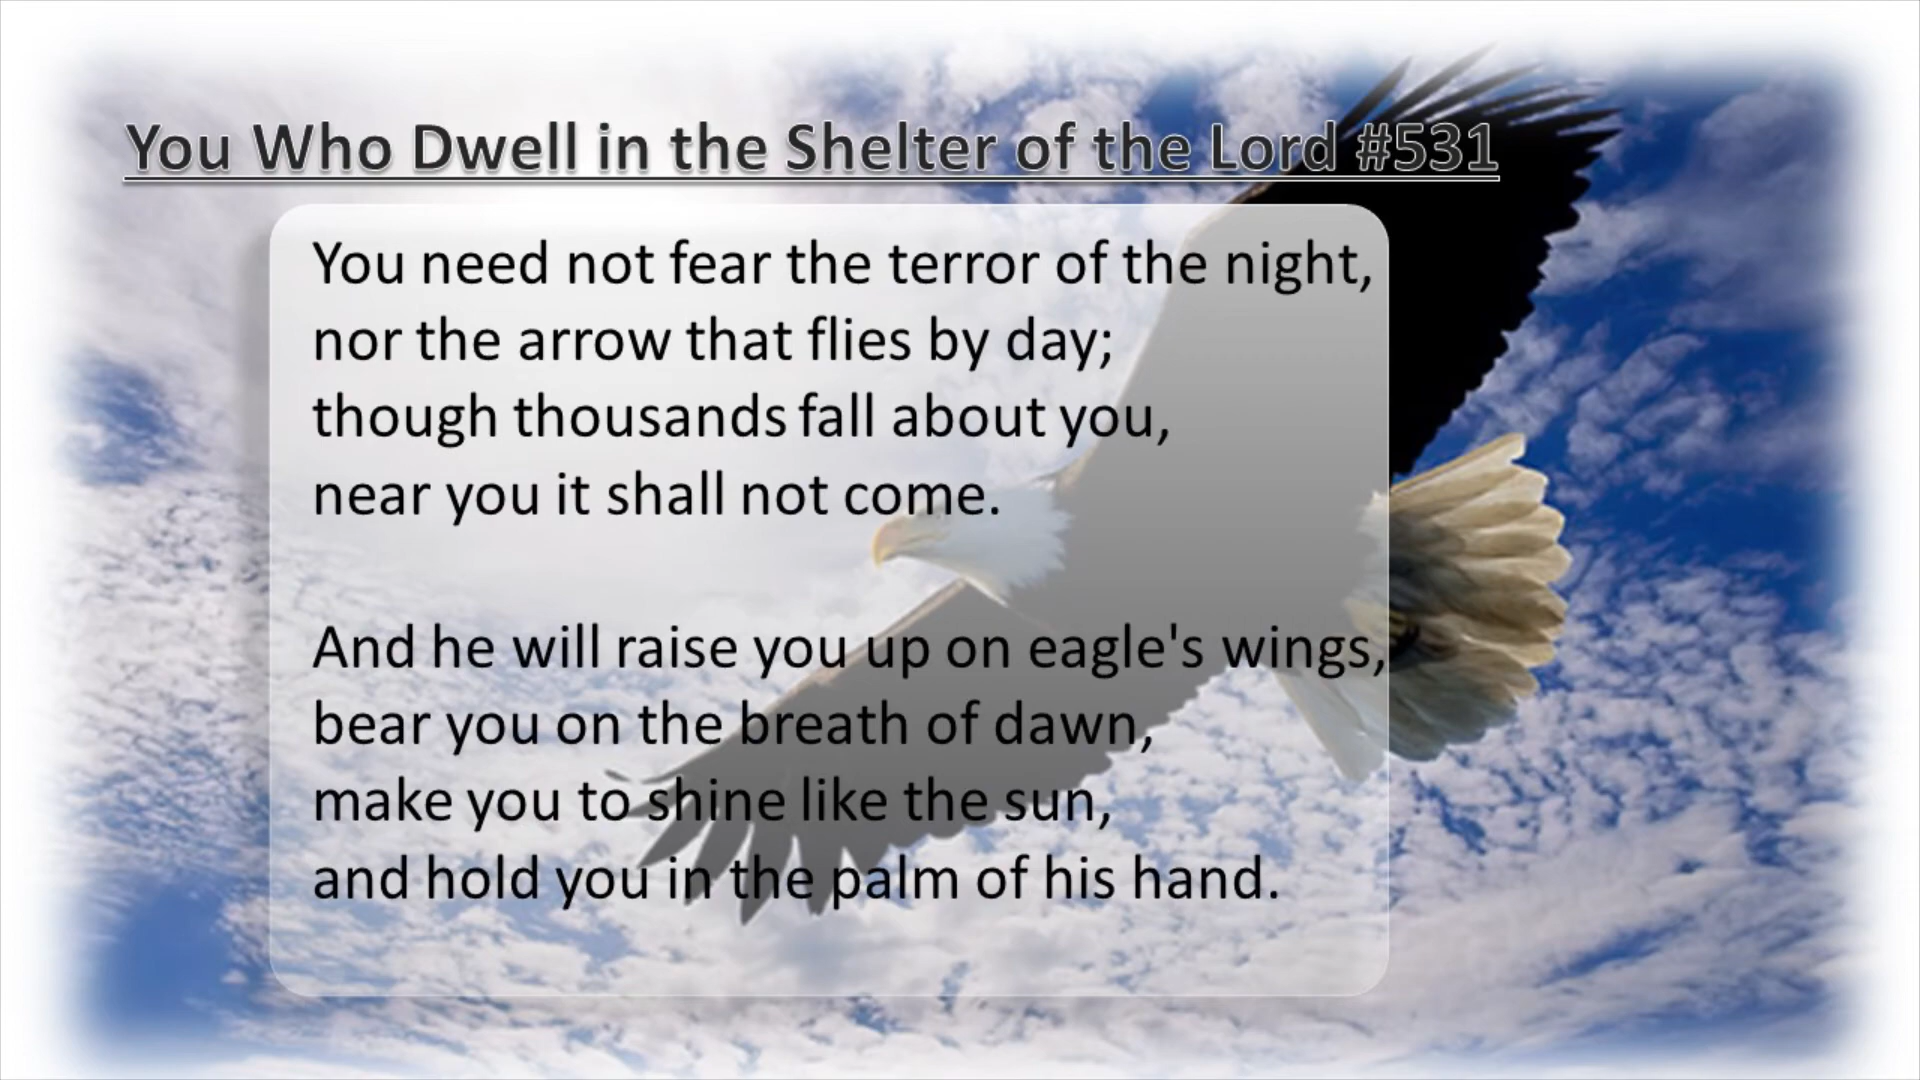 You Who Dwell in the Shelter of the Lord #531
You need not fear the terror of the night,
nor the arrow that flies by day;
though thousands fall about you,
near you it shall not come.
And he will raise you up on eagle's wings,
bear you on the breath of dawn,
make you to shine like the sun,
and hold you in the palm of his hand.